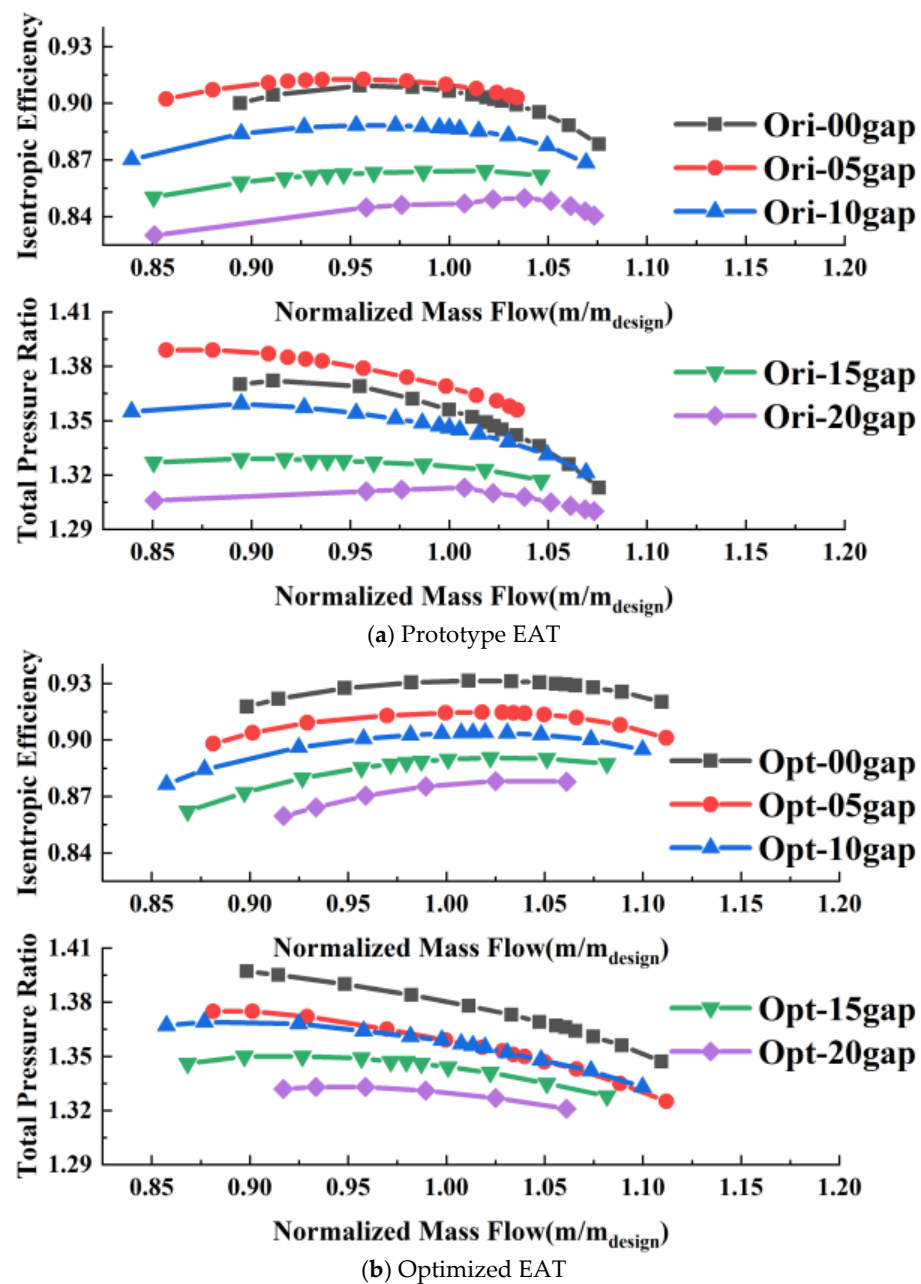 Isentropic Efficiency
0.93
0.90
0.87
0.84
Ori-00gap
Ori-05gap
Ori-10gap
0.85 0.90 0.95 1.00 1.05 1.10 1.15 1.20
Normalized Mass Flow(m/mdesign)
Total Pressure Ratio
1.41
1.38
1.35
1.32
1.29
Ori-15gap
Ori-20gap
0.85 0.90 0.95 1.00 1.05 1.10 1.15 1.20
Normalized Mass Flow(m/mdesign)
(a) Prototype EAT
Isentropic Efficiency
0.93
0.90
0.87
0.84
Opt-00gap
Opt-05gap
Opt-10gap
0.85 0.90 0.95 1.00 1.05 1.10 1.15 1.20
Normalized Mass Flow(m/mdesign)
Total Pressure Ratio
1.41
1.38
1.35
1.32
1.29
Opt-15gap
Opt-20gap
0.85 0.90 0.95 1.00 1.05 1.10 1.15 1.20
Normalized Mass Flow(m/mdesign)
(b) Optimized EAT